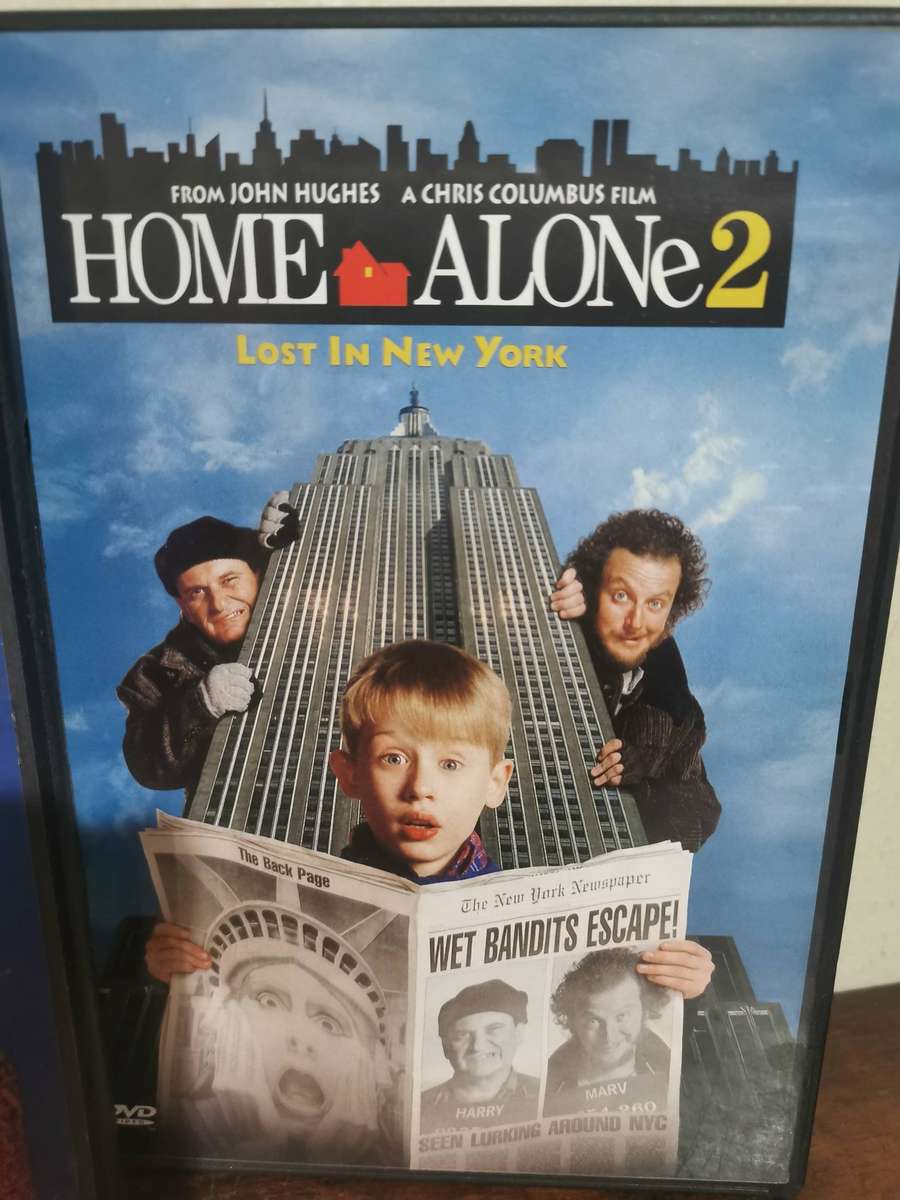 FROM JOHN HUGHES A CHRIS COLUMBUS FILM
HOME ALONe 2
LOST IN NEW YORK
The Back Page
The New York Newspaper
WET BANDITS ESCAPE!
HARRY
MARV
SEEN LURKING AROUND NYC
DVD
VIDEO